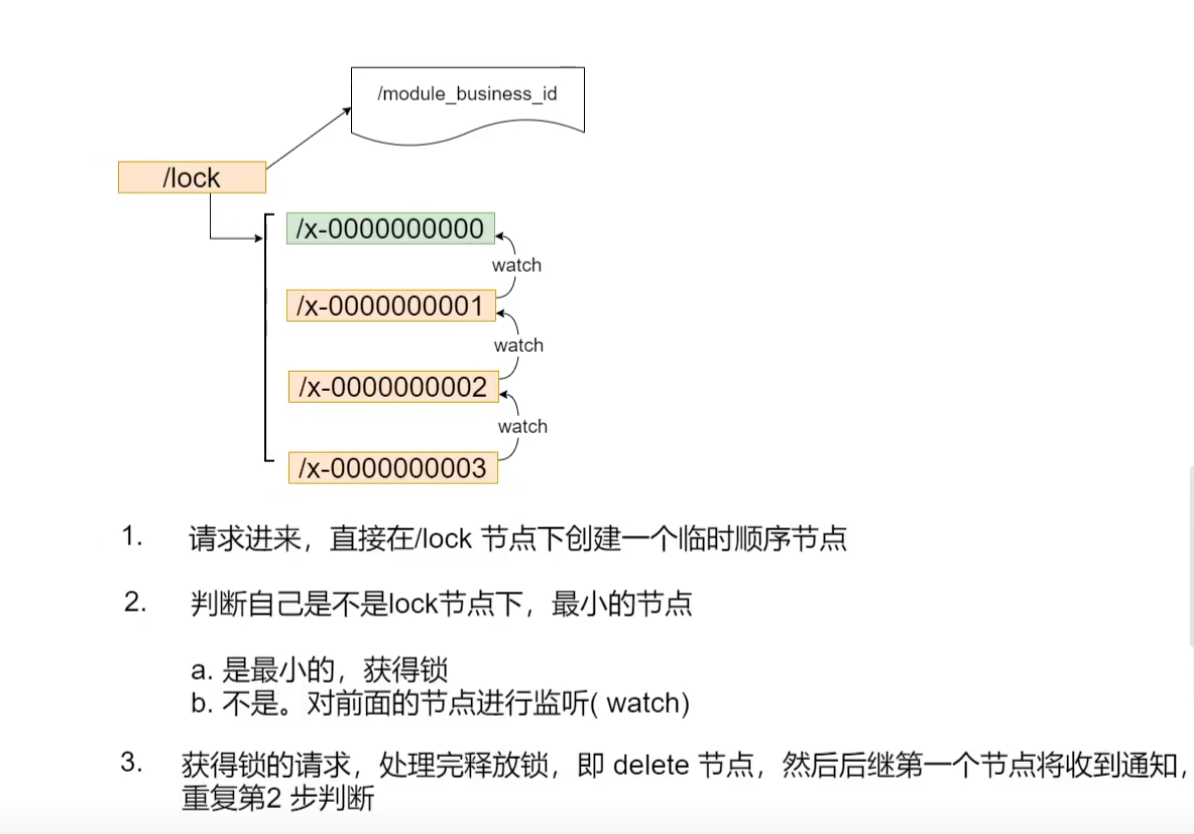 /module_business_id
/lock
/x-0000000000
watch
/x-0000000001
watch
/x-0000000002
watch
/x-0000000003
1. 请求进来，直接在/lock 节点下创建一个临时顺序节点
2. 判断自己是不是lock节点下，最小的节点
a. 是最小的，获得锁
b. 不是。对前面的节点进行监听( watch)
3. 获得锁的请求，处理完释放锁，即 delete 节点，然后后继第一个节点将收到通知，
重复第2 步判断